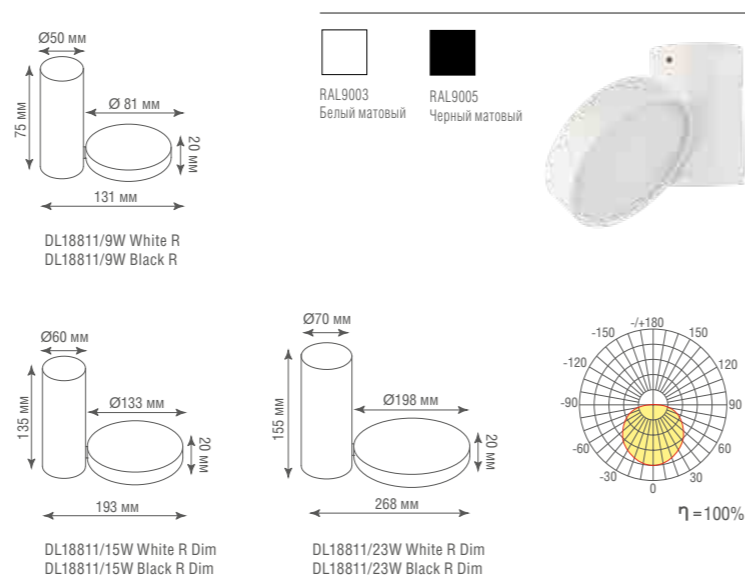 Ø50 мм
75 мм
Ø 81 мм
20 мм
131 мм
DL18811/9W White R
DL18811/9W Black R
RAL9003
Белый матовый
RAL9005
Черный матовый
Ø60 мм
135 мм
Ø133 мм
20 мм
193 мм
DL18811/15W White R Dim
DL18811/15W Black R Dim
Ø70 мм
155 мм
Ø198 мм
20 мм
268 мм
DL18811/23W White R Dim
DL18811/23W Black R Dim
-/+180
-150 150
-120 120
-90 90
-60 60
-30 30
0
η=100%